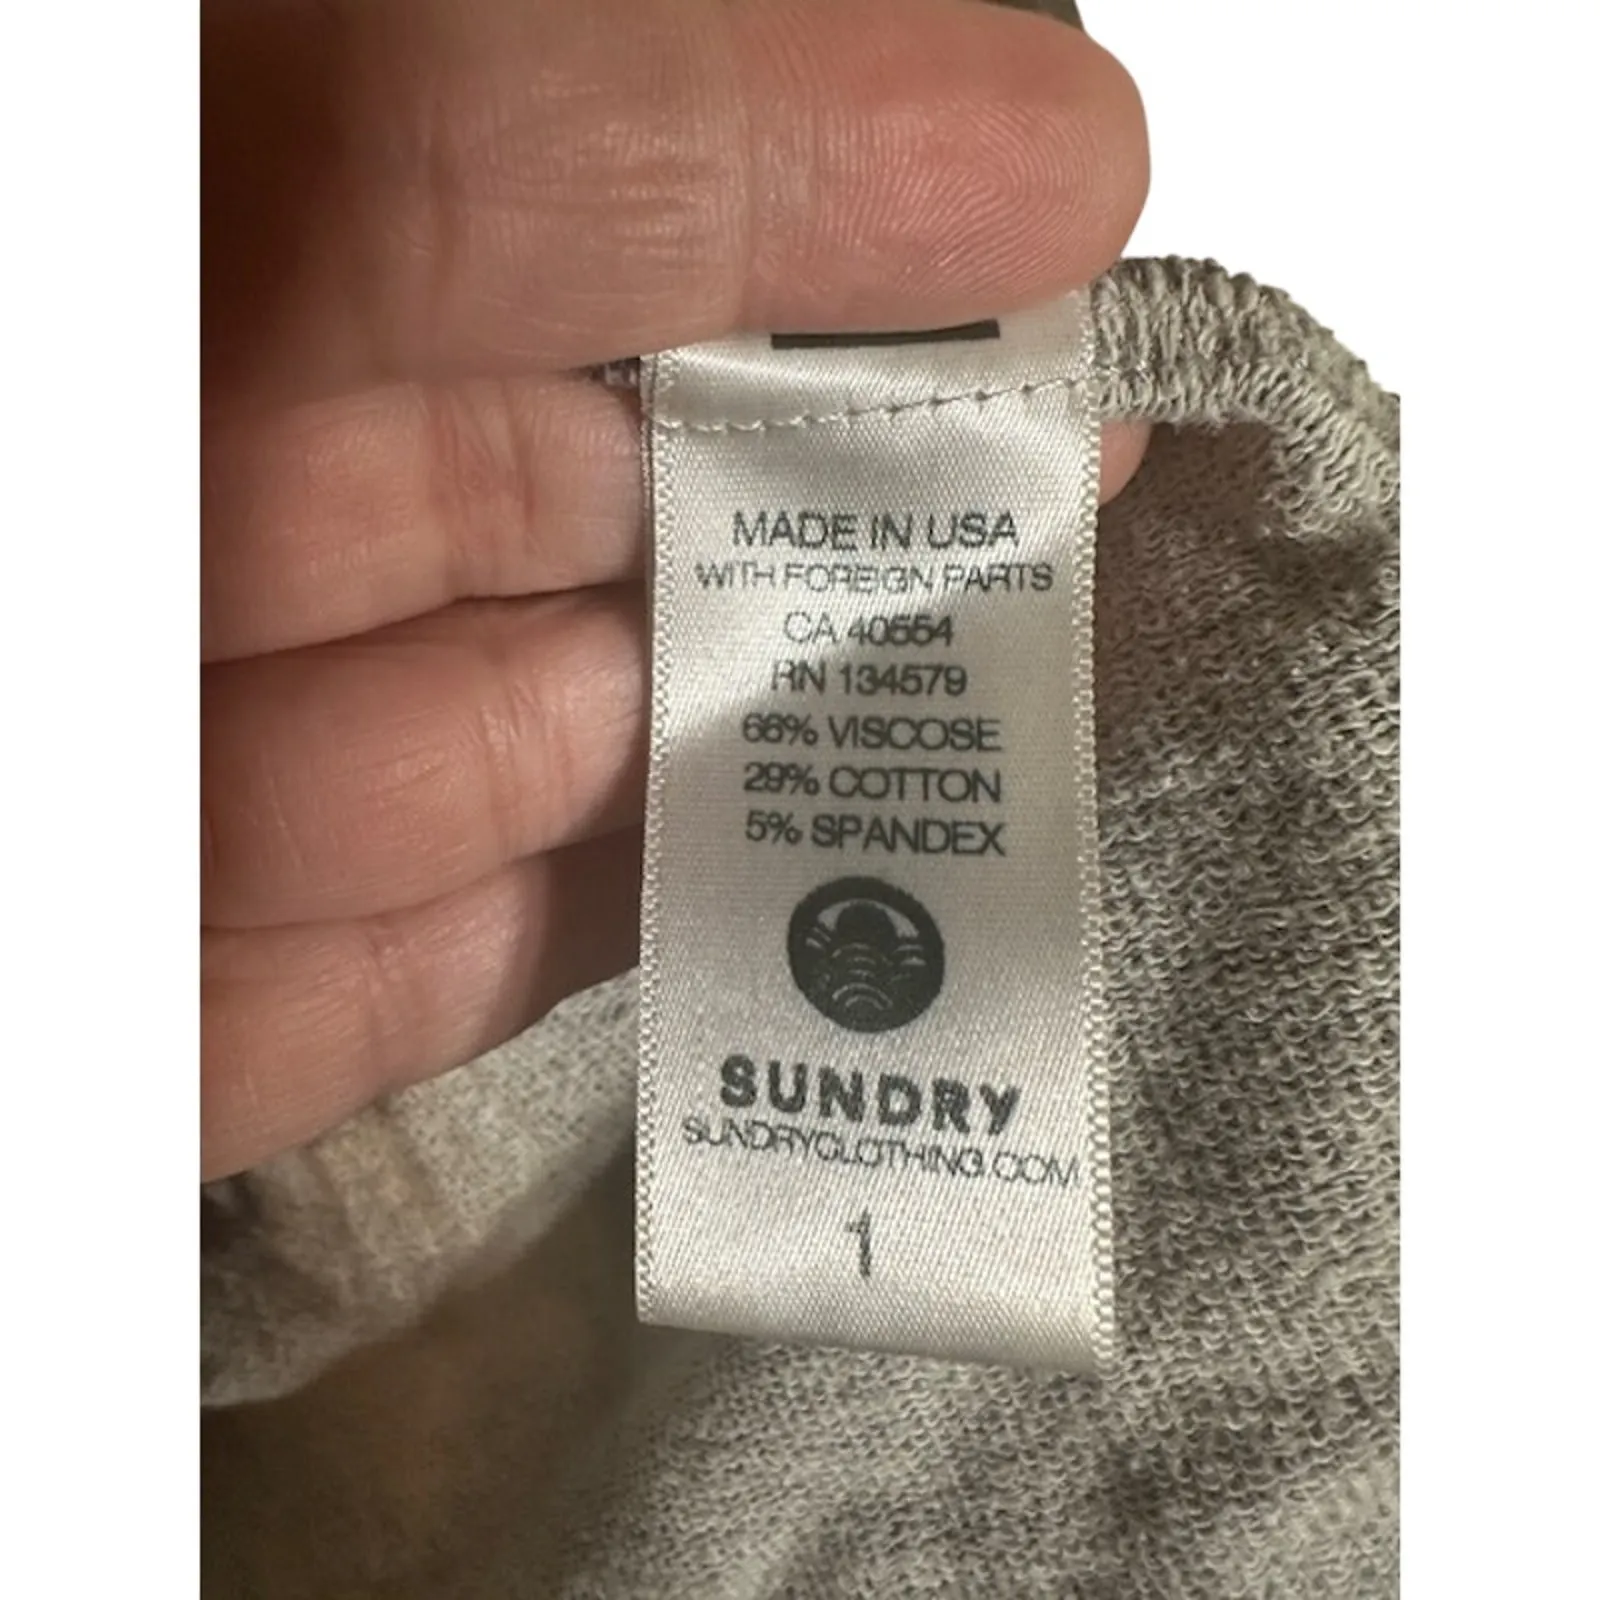 MADE IN USA
WITH FOREIGN PARTS
CA 40554
RN 134579
66% VISCOSE
29% COTTON
5% SPANDEX
SUNDRY
SUNDRYCLOTHING.COM
1